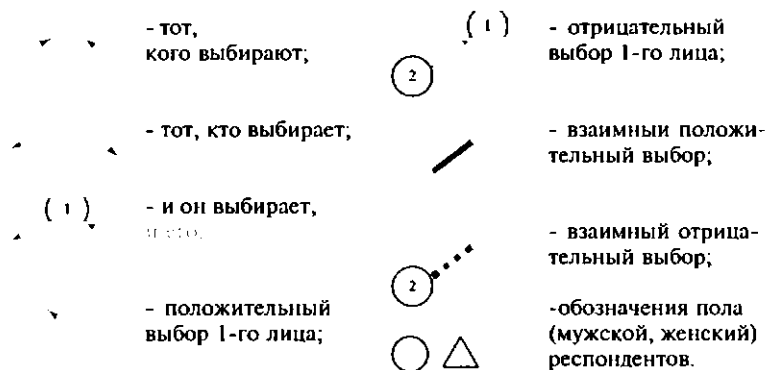 - тот,
кого выбирают;
- тот, кто выбирает;
( 1 )
- и он выбирает,
и его.
- положительный
выбор 1-го лица;
( 1 )
2
- отрицательный
выбор 1-го лица;
- взаимныи положи-
тельный выбор;
2
- взаимный отрица-
тельный выбор;
-обозначения пола
(мужской, женский)
респондентов.